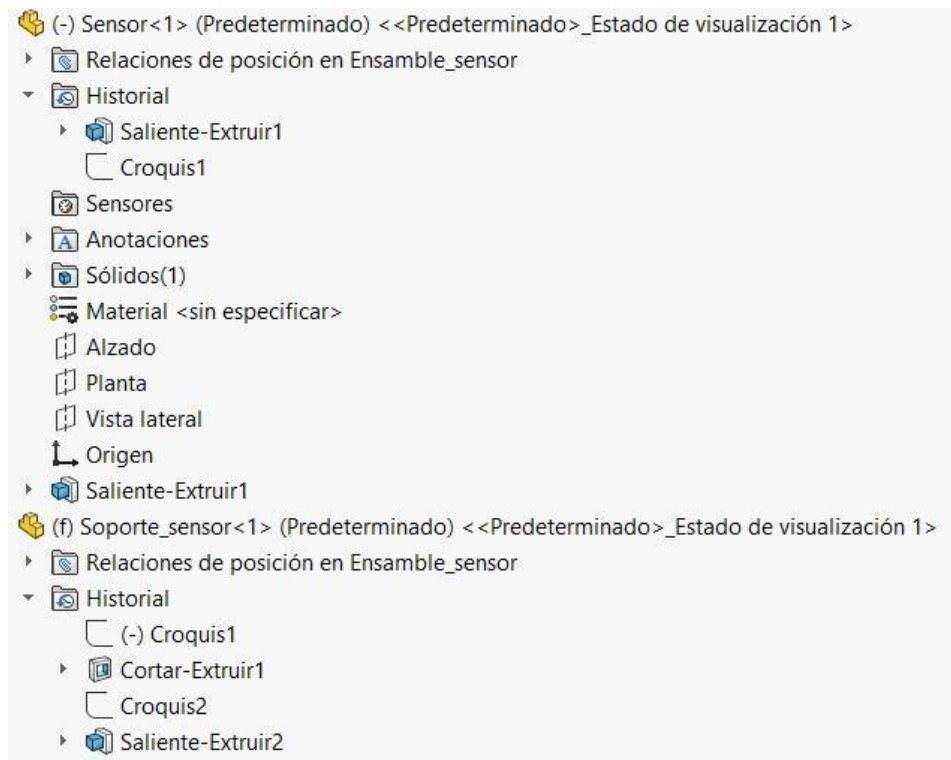 (-) Sensor<1> (Predeterminado) <<Predeterminado>_Estado de visualización 1>
Relaciones de posición en Ensamble_sensor
Historial
Saliente-Extruir1
Croquis1
Sensores
Anotaciones
Sólidos(1)
Material <sin especificar>
Alzado
Planta
Vista lateral
Origen
Saliente-Extruir1
(f) Soporte_sensor<1> (Predeterminado) <<Predeterminado>_Estado de visualización 1>
Relaciones de posición en Ensamble_sensor
Historial
(-) Croquis1
Cortar-Extruir1
Croquis2
Saliente-Extruir2